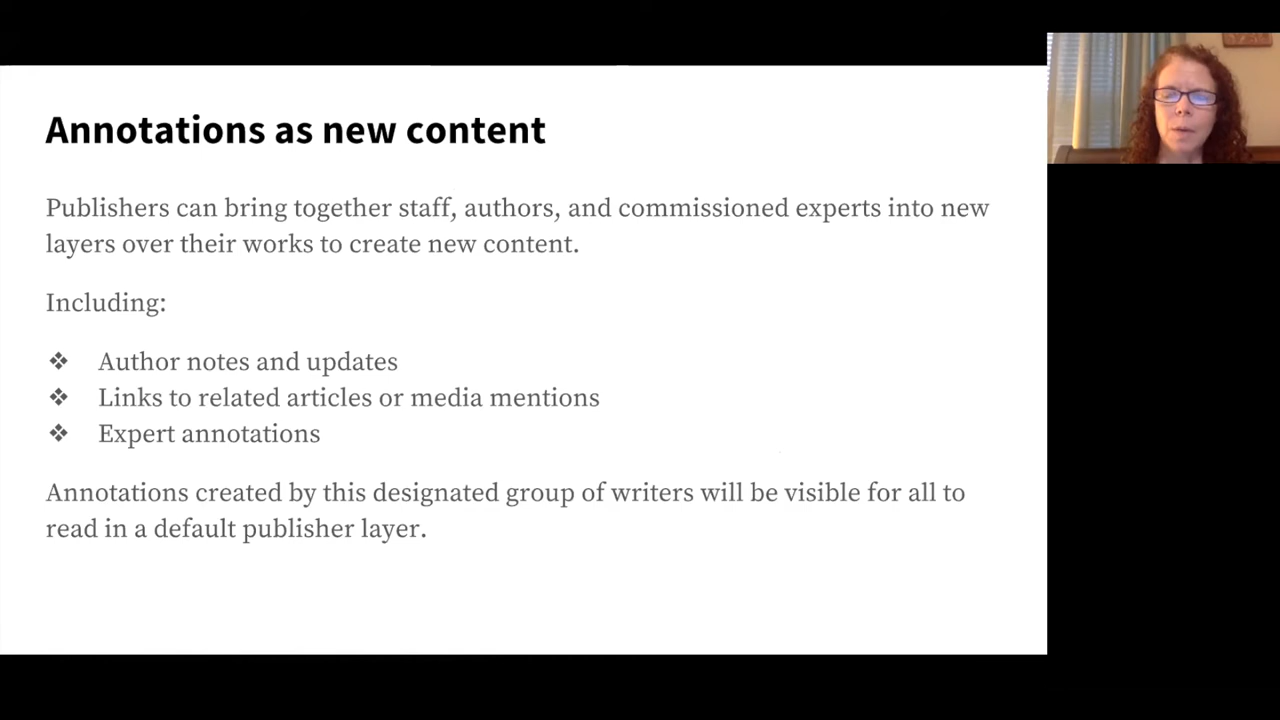 Annotations as new content
Publishers can bring together staff, authors, and commissioned experts into new
layers over their works to create new content.
Including:
❖ Author notes and updates
❖ Links to related articles or media mentions
❖ Expert annotations
Annotations created by this designated group of writers will be visible for all to
read in a default publisher layer.